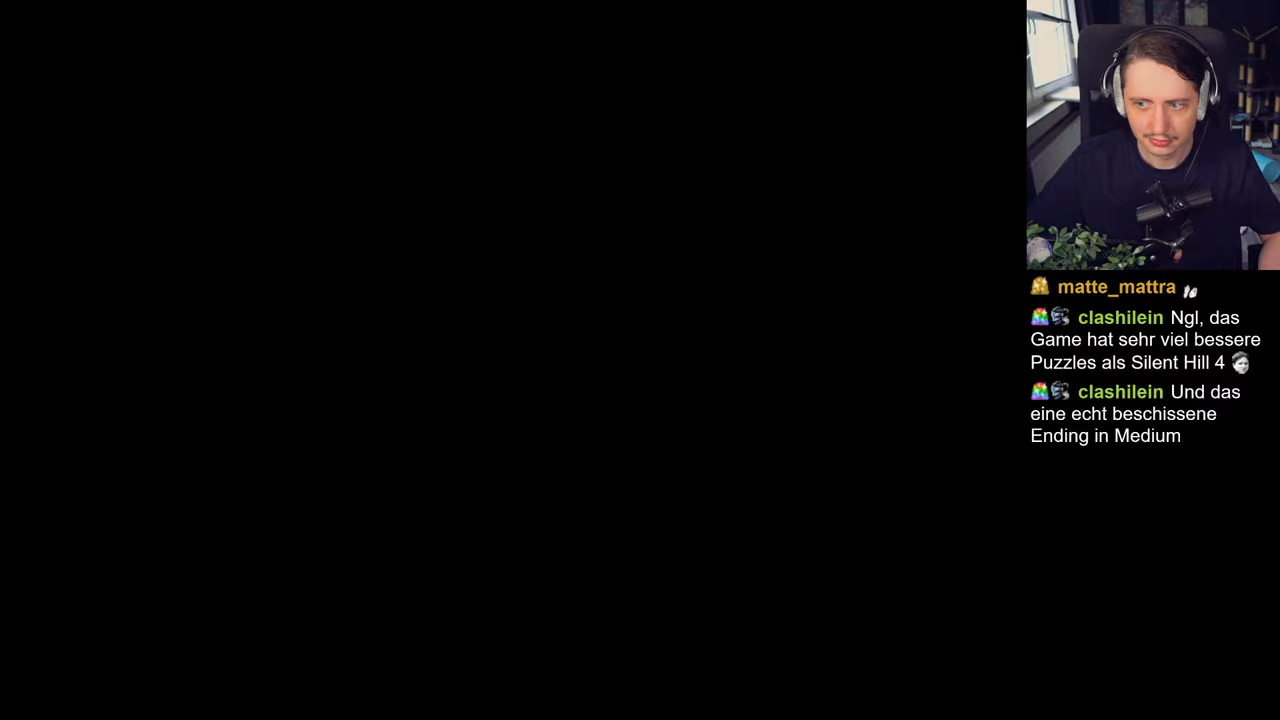 matte_mattra
clashilein Ngl, das
Game hat sehr viel bessere
Puzzles als Silent Hill 4
clashilein Und das
eine echt beschissene
Ending in Medium